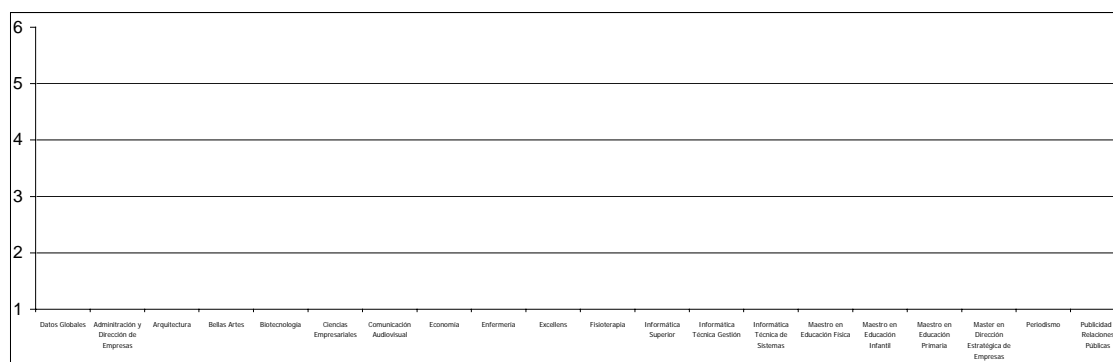 6
5
4
3
2
1
Datos Globales
Adminitración y
Dirección de
Empresas
Arquitectura
Bellas Artes
Biotecnología
Ciencias
Empresariales
Comunicación
Audiovisual
Economía
Enfermería
Excellens
Fisioterapia
Informática
Superior
Informática
Técnica Gestión
Informática
Técnica de
Sistemas
Maestro en
Educación Física
Maestro en
Educación
Infantil
Maestro en
Educación
Primaria
Master en
Dirección
Estratégica de
Empresas
Periodismo
Publicidad
Relaciones
Públicas